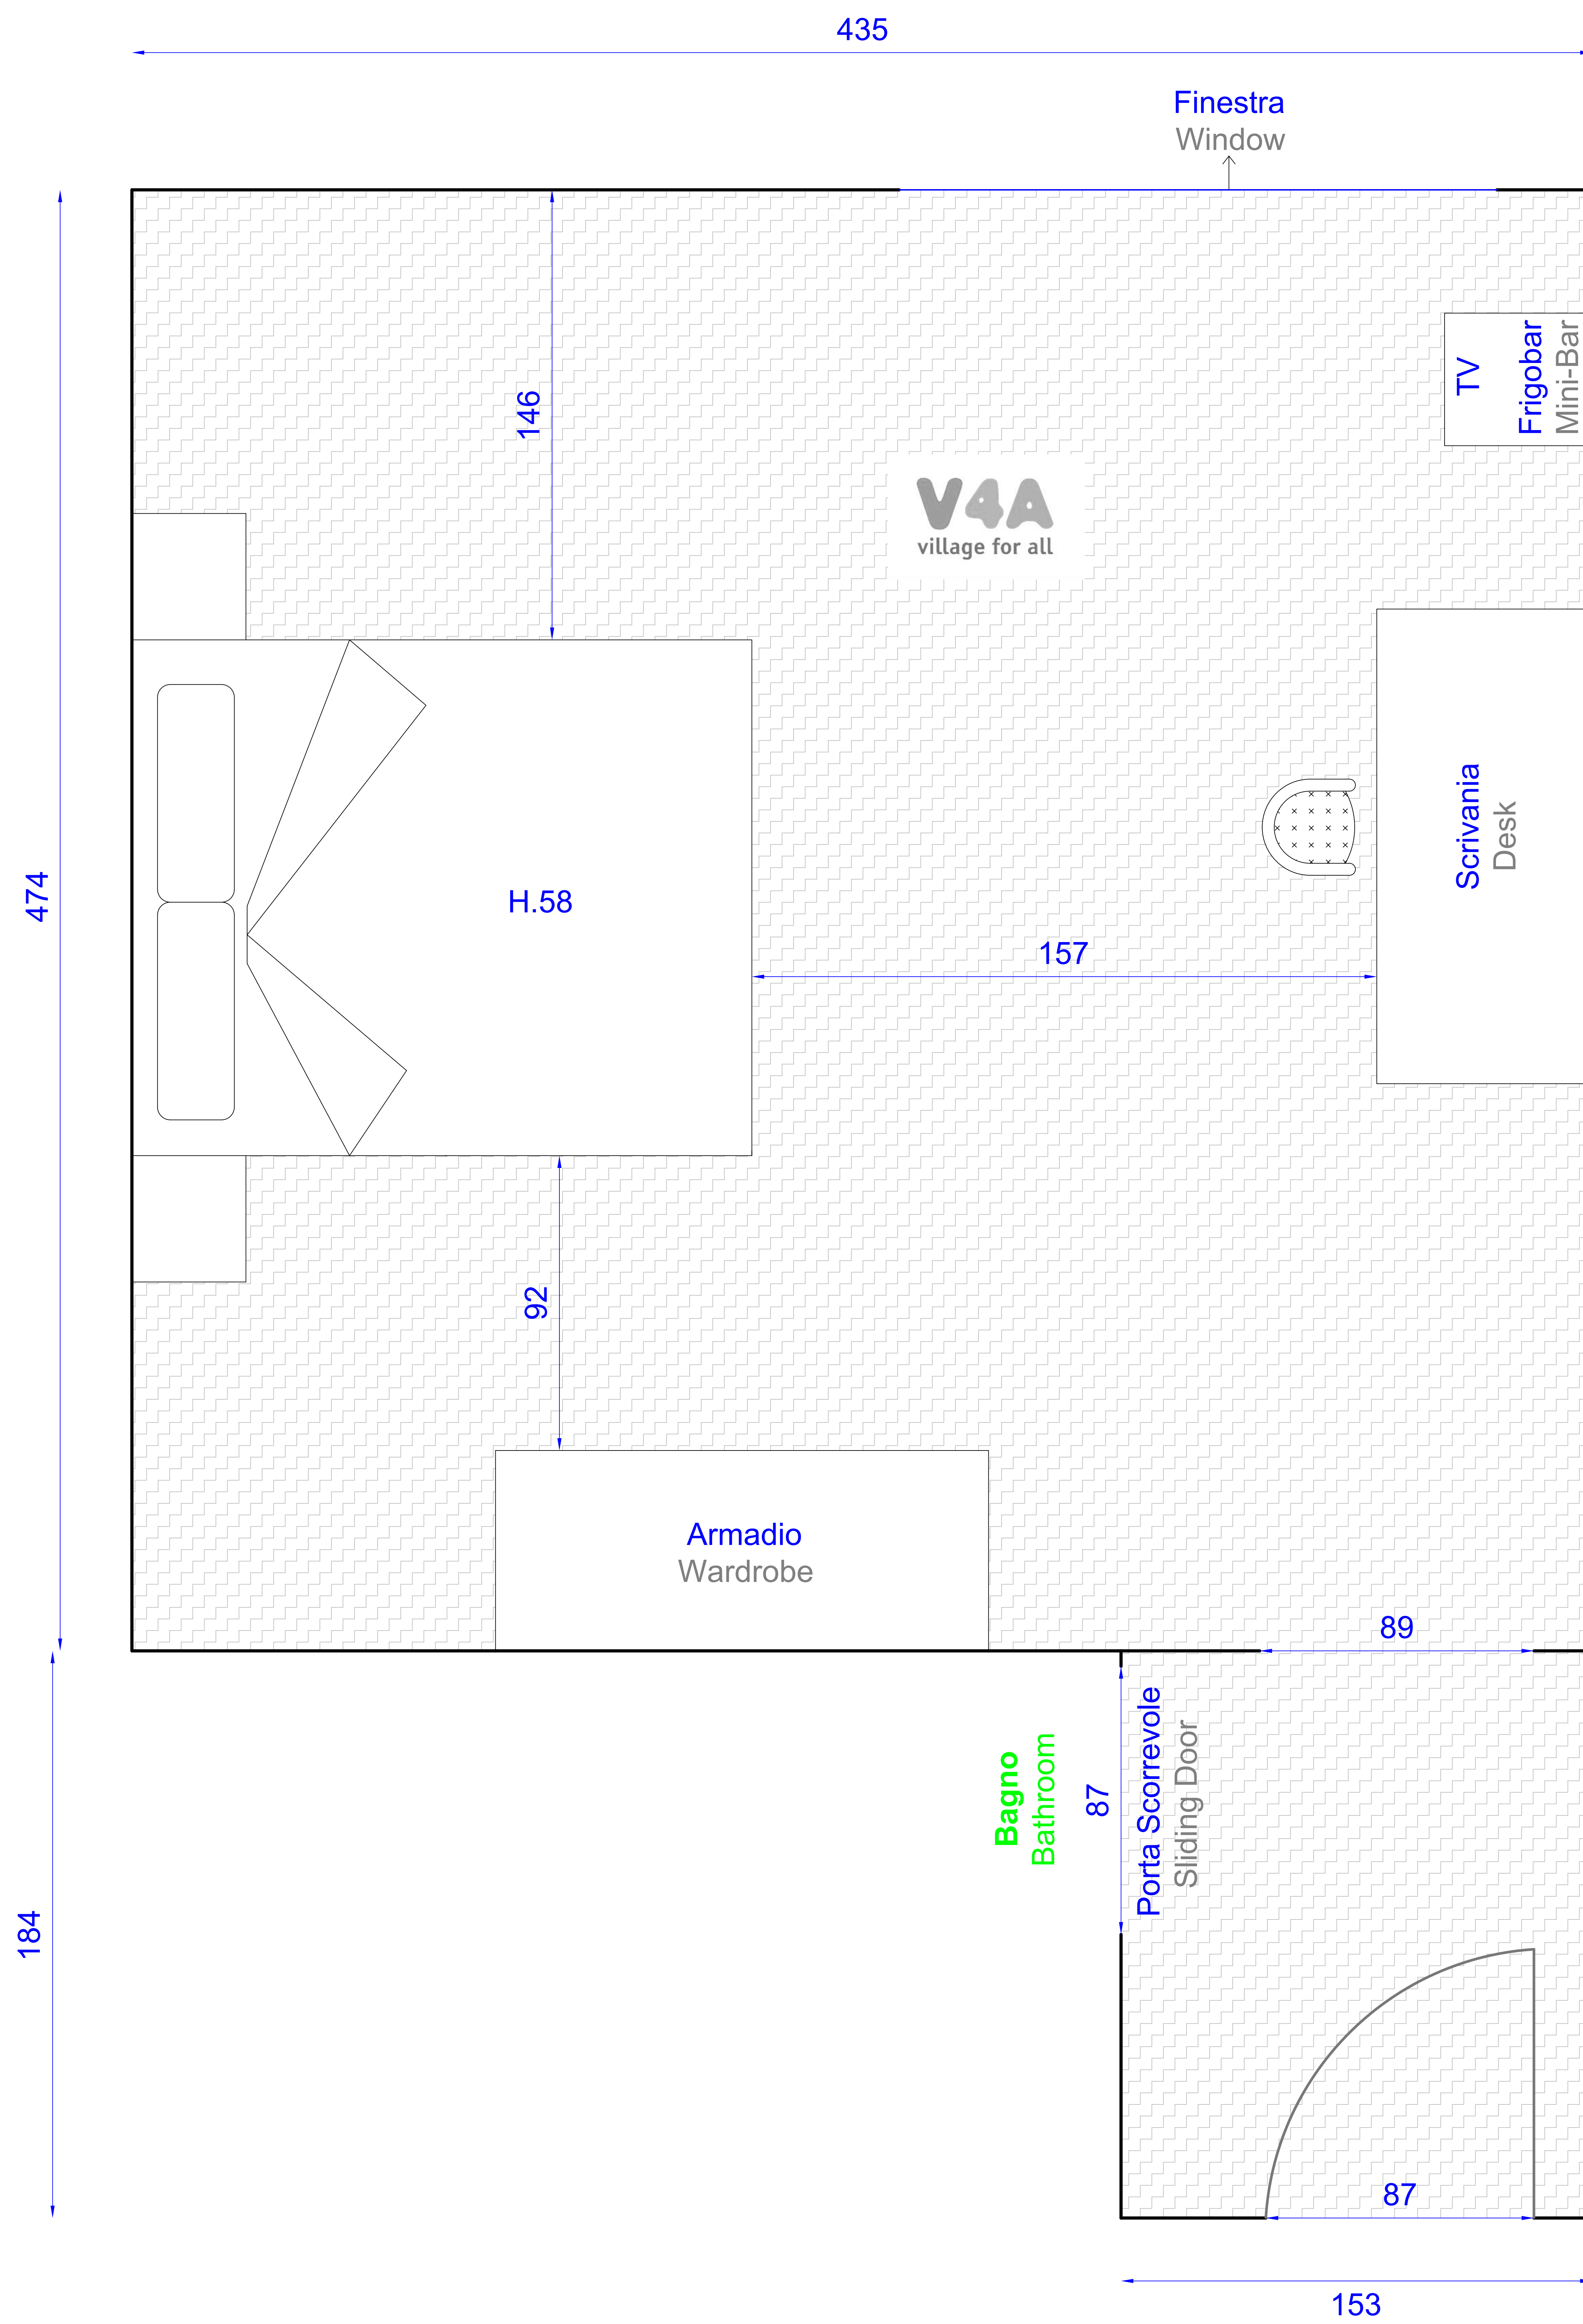 435
Finestra
Window
146
TV
Frigobar
Mini-Bar
V4A
village for all
474
Scrivania
Desk
H.58
157
92
Armadio
Wardrobe
89
Bagno
Bathroom
87
Porta Scorrevole
Sliding Door
184
87
153